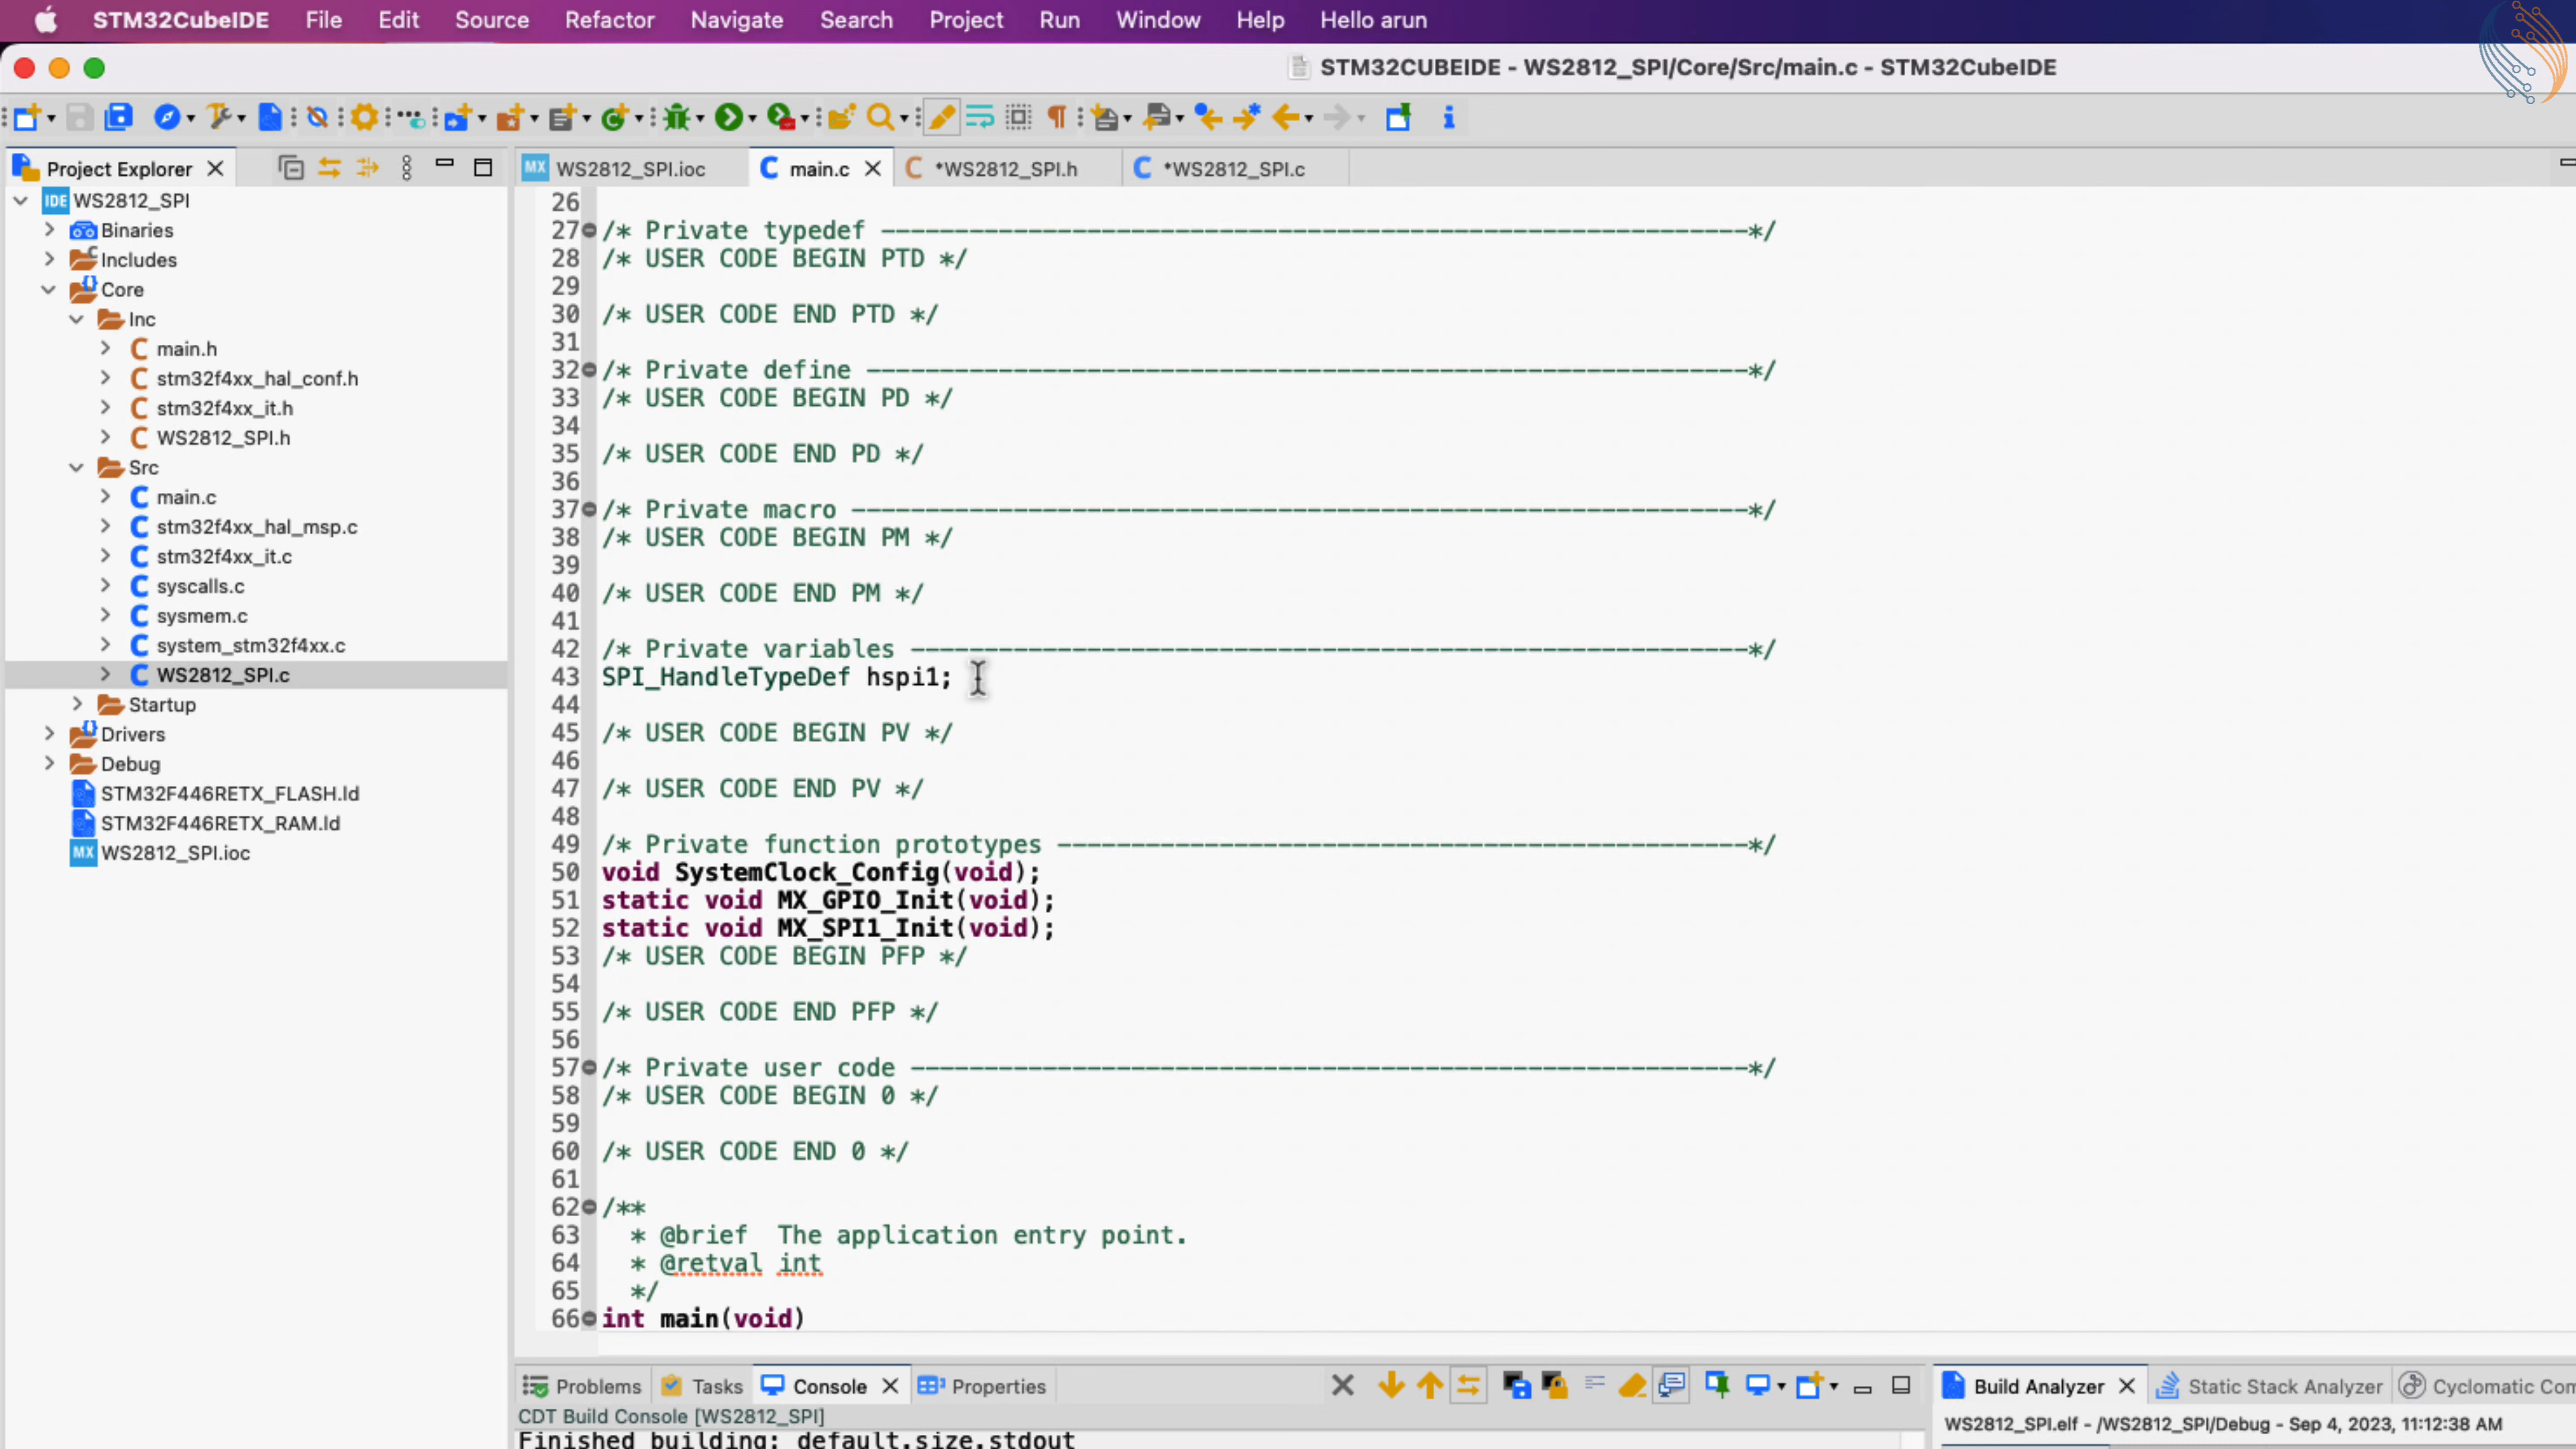 STM32CubeIDE File Edit Source Refactor Navigate Search Project Run Window Help Hello arun
STM32CUBEIDE - WS2812_SPI/Core/Src/main.c - STM32CubeIDE
Project Explorer
WS2812_SPI
Binaries
Includes
Core
Inc
main.h
stm32f4xx_hal_conf.h
stm32f4xx_it.h
WS2812_SPI.h
Src
main.c
stm32f4xx_hal_msp.c
stm32f4xx_it.c
syscalls.c
sysmem.c
system_stm32f4xx.c
WS2812_SPI.c
Startup
Drivers
Debug
STM32F446RETX_FLASH.ld
STM32F446RETX_RAM.ld
WS2812_SPI.ioc
WS2812_SPI.ioc main.c *WS2812_SPI.h *WS2812_SPI.c
26
27 /* Private typedef -----------------------------------------------------------*/
28 /* USER CODE BEGIN PTD */
29
30 /* USER CODE END PTD */
31
32 /* Private define ------------------------------------------------------------*/
33 /* USER CODE BEGIN PD */
34
35 /* USER CODE END PD */
36
37 /* Private macro -------------------------------------------------------------*/
38 /* USER CODE BEGIN PM */
39
40 /* USER CODE END PM */
41
42 /* Private variables ---------------------------------------------------------*/
43 SPI_HandleTypeDef hspi1;
44
45 /* USER CODE BEGIN PV */
46
47 /* USER CODE END PV */
48
49 /* Private function prototypes -----------------------------------------------*/
50 void SystemClock_Config(void);
51 static void MX_GPIO_Init(void);
52 static void MX_SPI1_Init(void);
53 /* USER CODE BEGIN PFP */
54
55 /* USER CODE END PFP */
56
57 /* Private user code ---------------------------------------------------------*/
58 /* USER CODE BEGIN 0 */
59
60 /* USER CODE END 0 */
61
62 /**
63   * @brief  The application entry point.
64   * @retval int
65   */
66 int main(void)
Problems Tasks Console Properties
CDT Build Console [WS2812_SPI]
Finished building: default.size.stdout
Build Analyzer Static Stack Analyzer Cyclomatic
WS2812_SPI.elf - /WS2812_SPI/Debug - Sep 4, 2023, 11:12:38 AM